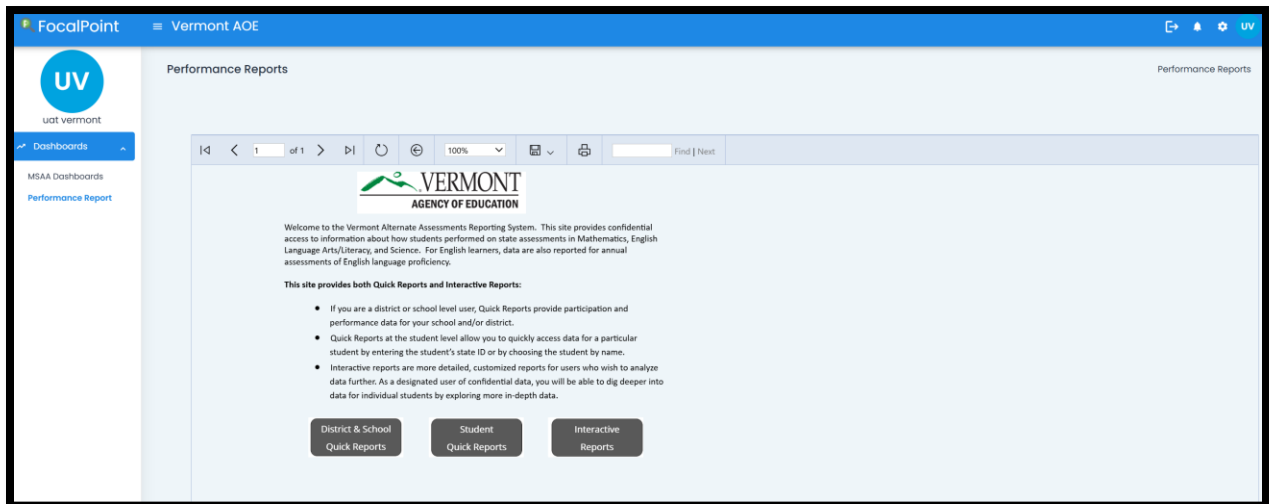 FocalPoint
Vermont AOE
UV
UV
uat vermont
Dashboards
MSAA Dashboards
Performance Report
Performance Reports
Performance Reports
1 of 1 100% Find | Next
VERMONT
AGENCY OF EDUCATION
Welcome to the Vermont Alternate Assessments Reporting System. This site provides confidential
access to information about how students performed on state assessments in Mathematics, English
Language Arts/Literacy, and Science. For English learners, data are also reported for annual
assessments of English language proficiency.
This site provides both Quick Reports and Interactive Reports:
• If you are a district or school level user, Quick Reports provide participation and
performance data for your school and/or district.
• Quick Reports at the student level allow you to quickly access data for a particular
student by entering the student's state ID or by choosing the student by name.
• Interactive reports are more detailed, customized reports for users who wish to analyze
data further. As a designated user of confidential data, you will be able to dig deeper into
data for individual students by exploring more in-depth data.
District & School
Quick Reports
Student
Quick Reports
Interactive
Reports